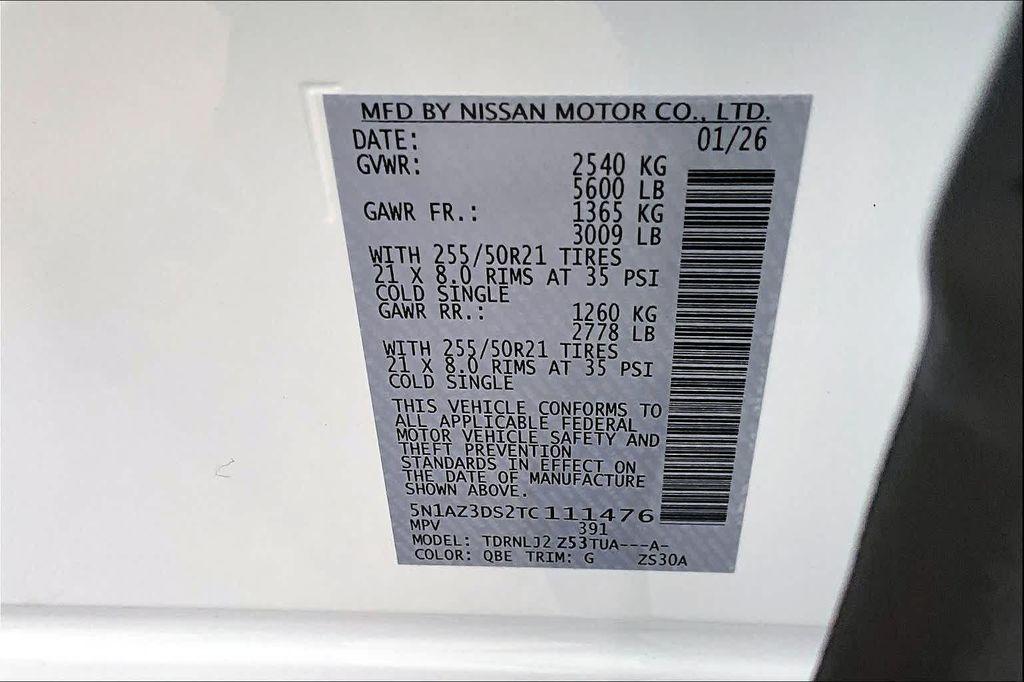 MFD BY NISSAN MOTOR CO., LTD.
DATE: 01/26
GVWR: 2540 KG
5600 LB
GAWR FR.: 1365 KG
3009 LB
WITH 255/50R21 TIRES
21 X 8.0 RIMS AT 35 PSI
COLD SINGLE
GAWR RR.: 1260 KG
2778 LB
WITH 255/50R21 TIRES
21 X 8.0 RIMS AT 35 PSI
COLD SINGLE
THIS VEHICLE CONFORMS TO
ALL APPLICABLE FEDERAL
MOTOR VEHICLE SAFETY AND
THEFT PREVENTION
STANDARDS IN EFFECT ON
THE DATE OF MANUFACTURE
SHOWN ABOVE.
5N1AZ3DS2TC111476
MPV 391
MODEL: TDRNLJ2 Z53TUA---A-
COLOR: QBE TRIM: G ZS30A